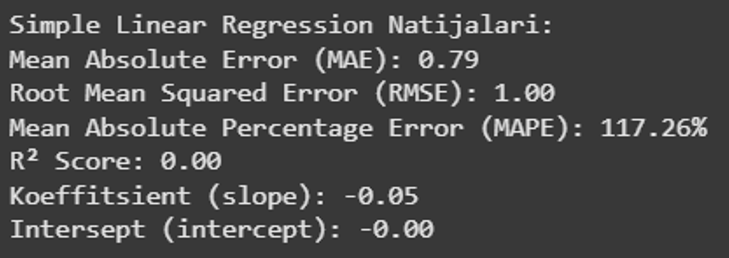 Simple Linear Regression Natijalari:
Mean Absolute Error (MAE): 0.79
Root Mean Squared Error (RMSE): 1.00
Mean Absolute Percentage Error (MAPE): 117.26%
R² Score: 0.00
Koeffitsient (slope): -0.05
Intersept (intercept): -0.00